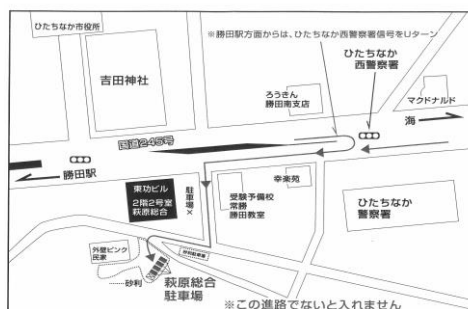 ひたちなか市役所
※勝田駅方面からは、ひたちなか西警察署信号をUターン
吉田神社
ひたちなか
西警察署
ろうきん
勝田南支店
マクドナルド
海
国道245号
勝田駅
東功ビル
2階2号室
萩原総合
駐車場×
幸楽苑
受験予備校
常勝
勝田教室
ひたちなか
警察署
外壁ピンク
民家
砂利駐車場
砂利
萩原総合
駐車場
※この進路でないと入れません